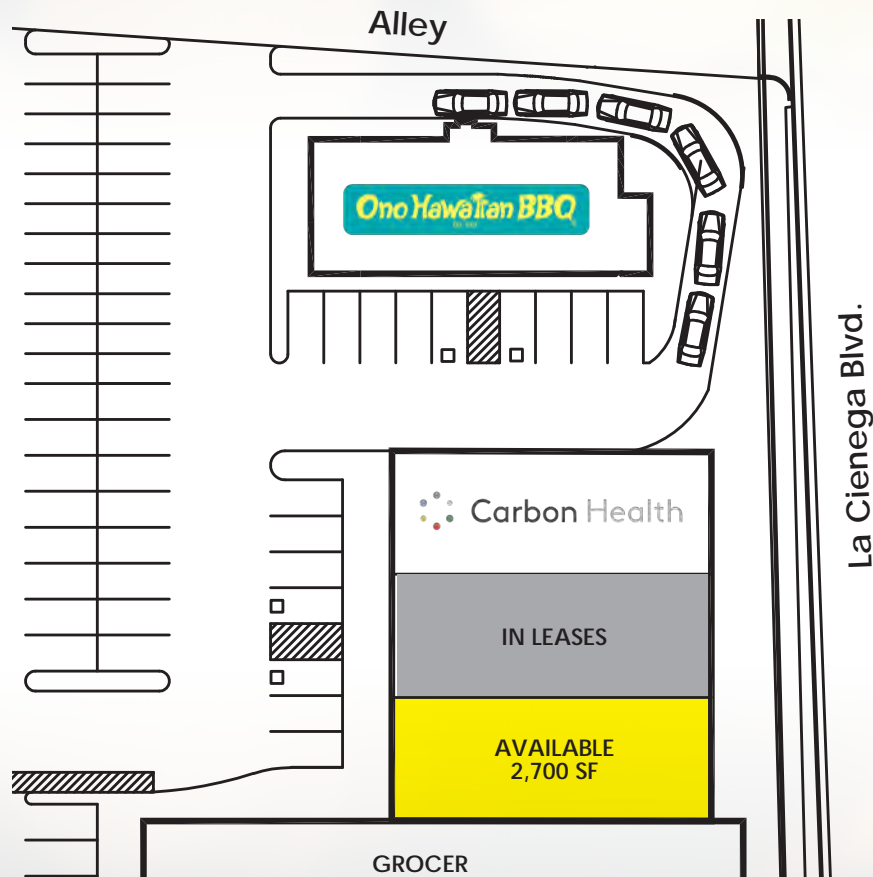 Alley
Ono Hawaiian BBQ
La Cienega Blvd.
Carbon Health
IN LEASES
AVAILABLE
2,700 SF
GROCER